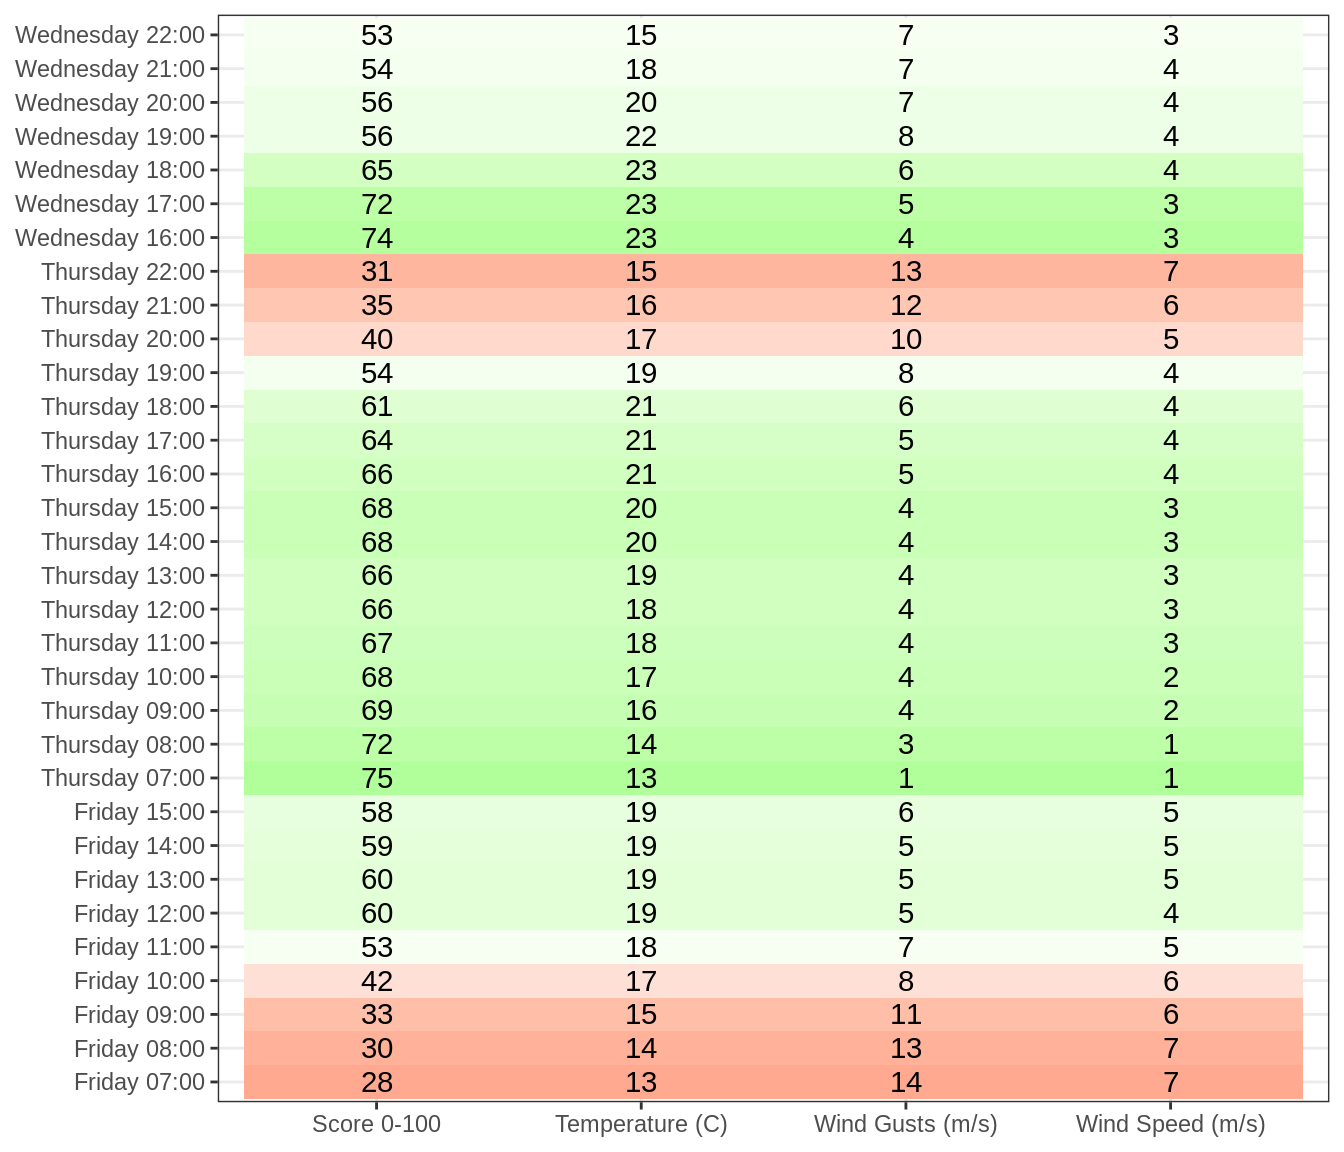 Wednesday 22:00 53 15 7 3
Wednesday 21:00 54 18 7 4
Wednesday 20:00 56 20 7 4
Wednesday 19:00 56 22 8 4
Wednesday 18:00 65 23 6 4
Wednesday 17:00 72 23 5 3
Wednesday 16:00 74 23 4 3
Thursday 22:00 31 15 13 7
Thursday 21:00 35 16 12 6
Thursday 20:00 40 17 10 5
Thursday 19:00 54 19 8 4
Thursday 18:00 61 21 6 4
Thursday 17:00 64 21 5 4
Thursday 16:00 66 21 5 4
Thursday 15:00 68 20 4 3
Thursday 14:00 68 20 4 3
Thursday 13:00 66 19 4 3
Thursday 12:00 66 18 4 3
Thursday 11:00 67 18 4 3
Thursday 10:00 68 17 4 2
Thursday 09:00 69 16 4 2
Thursday 08:00 72 14 3 1
Thursday 07:00 75 13 1 1
Friday 15:00 58 19 6 5
Friday 14:00 59 19 5 5
Friday 13:00 60 19 5 5
Friday 12:00 60 19 5 4
Friday 11:00 53 18 7 5
Friday 10:00 42 17 8 6
Friday 09:00 33 15 11 6
Friday 08:00 30 14 13 7
Friday 07:00 28 13 14 7
Score 0-100 Temperature (C) Wind Gusts (m/s) Wind Speed (m/s)